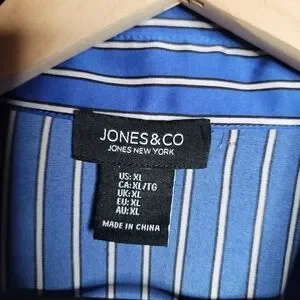 JONES&CO
JONES NEW YORK
US: XL
CA: XL/TG
UK: XL
EU: XL
AU: XL
MADE IN CHINA